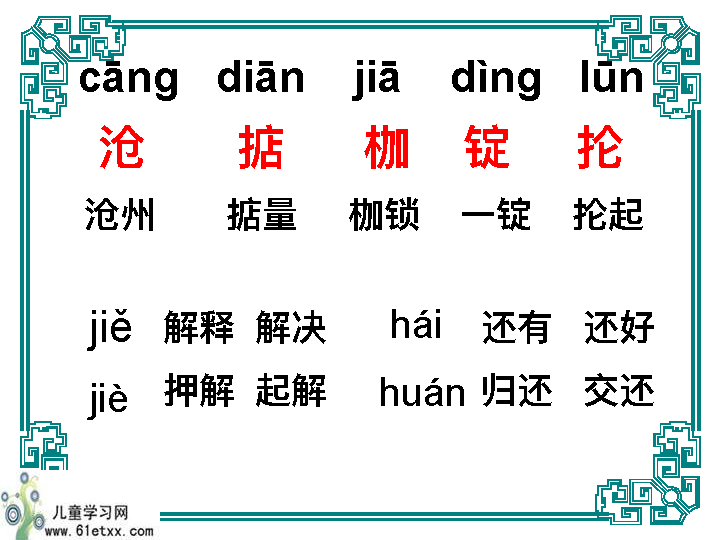 cāng diān jiā dìng lūn
沧 掂 枷 锭 抡
沧州 掂量 枷锁 一锭 抡起
jiě 解释 解决 hái 还有 还好
jiè 押解 起解 huán 归还 交还
儿童学习网
www.61etxx.com